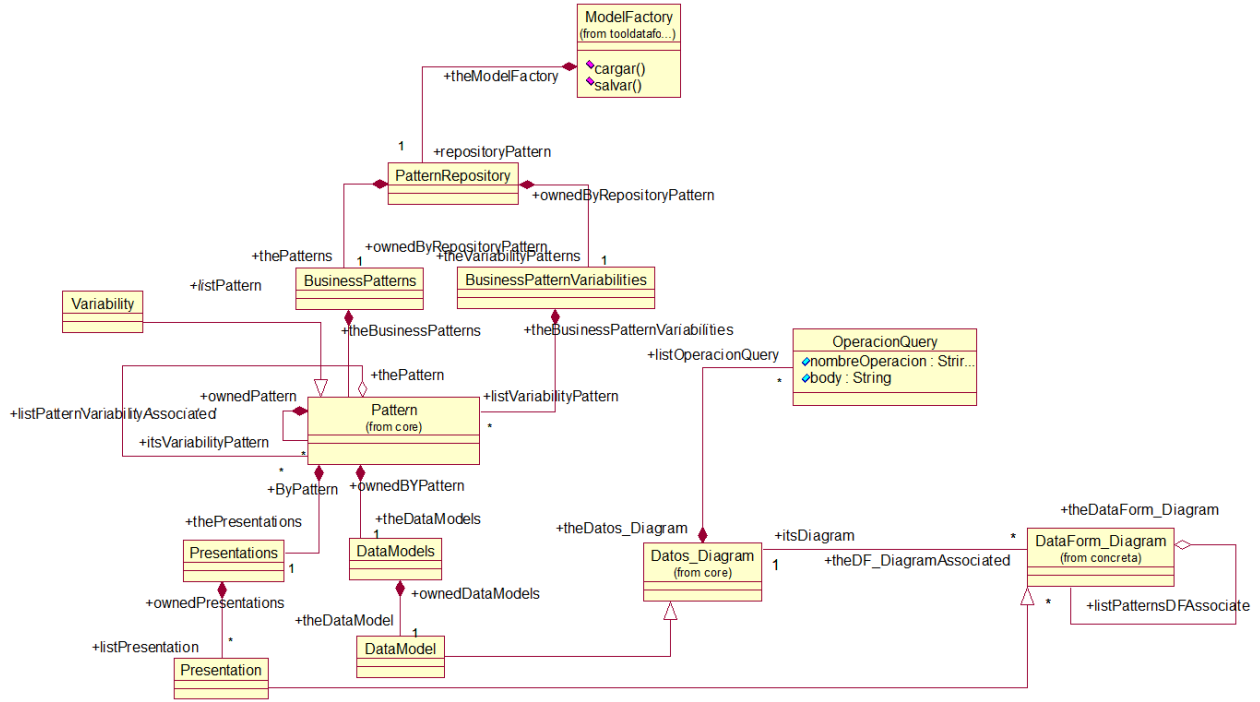 ModelFactory
(from tooldatafo...)
cargar()
salvar()
+theModelFactory
1
+repositoryPattern
PatternRepository
+ownedByRepositoryPattern
+ownedByRepositoryPattern
+thePatterns
1
+theVariabilityPatterns
1
+listPattern
BusinessPatterns
BusinessPatternVariabilities
Variability
+theBusinessPatterns
+theBusinessPatternVariabilities
OperacionQuery
nombreOperacion : Strir...
body : String
+listOperacionQuery
*
+thePattern
+ownedPattern
+listVariabilityPattern
*
Pattern
(from core)
+listPatternVariabilityAssociated
+itsVariabilityPattern
*
*
+ByPattern
+ownedBYPattern
+thePresentations
1
+theDataModels
1
Presentations
DataModels
+theDatos_Diagram
+itsDiagram
1
*
+theDF_DiagramAssociated
+theDataForm_Diagram
Datos_Diagram
(from core)
DataForm_Diagram
(from concreta)
+ownedPresentations
+ownedDataModels
*
+listPatternsDFAssociate
+theDataModel
1
*
+listPresentation
DataModel
Presentation